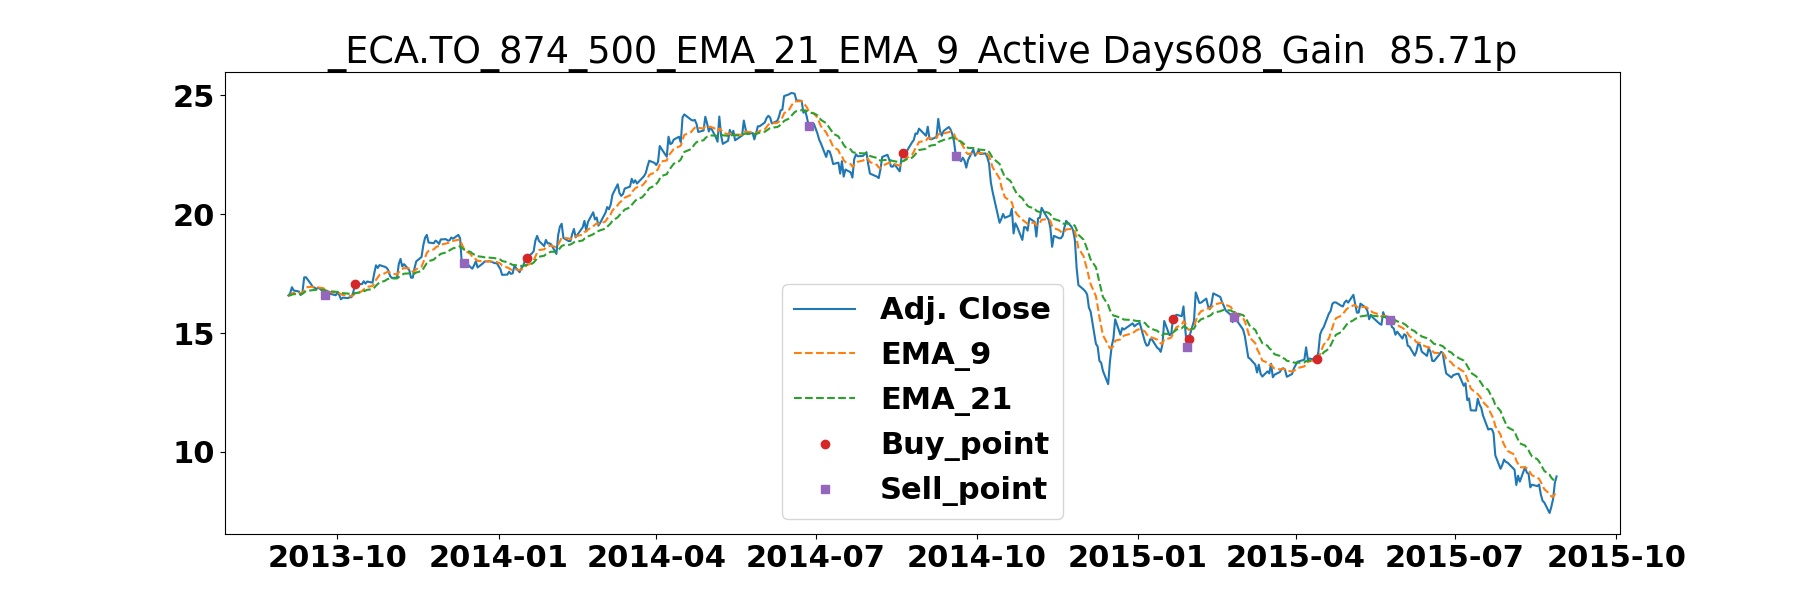 _ECA.TO_874_500_EMA_21_EMA_9_Active Days608_Gain  85.71p
25
20
15
10
Adj. Close
EMA_9
EMA_21
Buy_point
Sell_point
2013-10 2014-01 2014-04 2014-07 2014-10 2015-01 2015-04 2015-07 2015-10